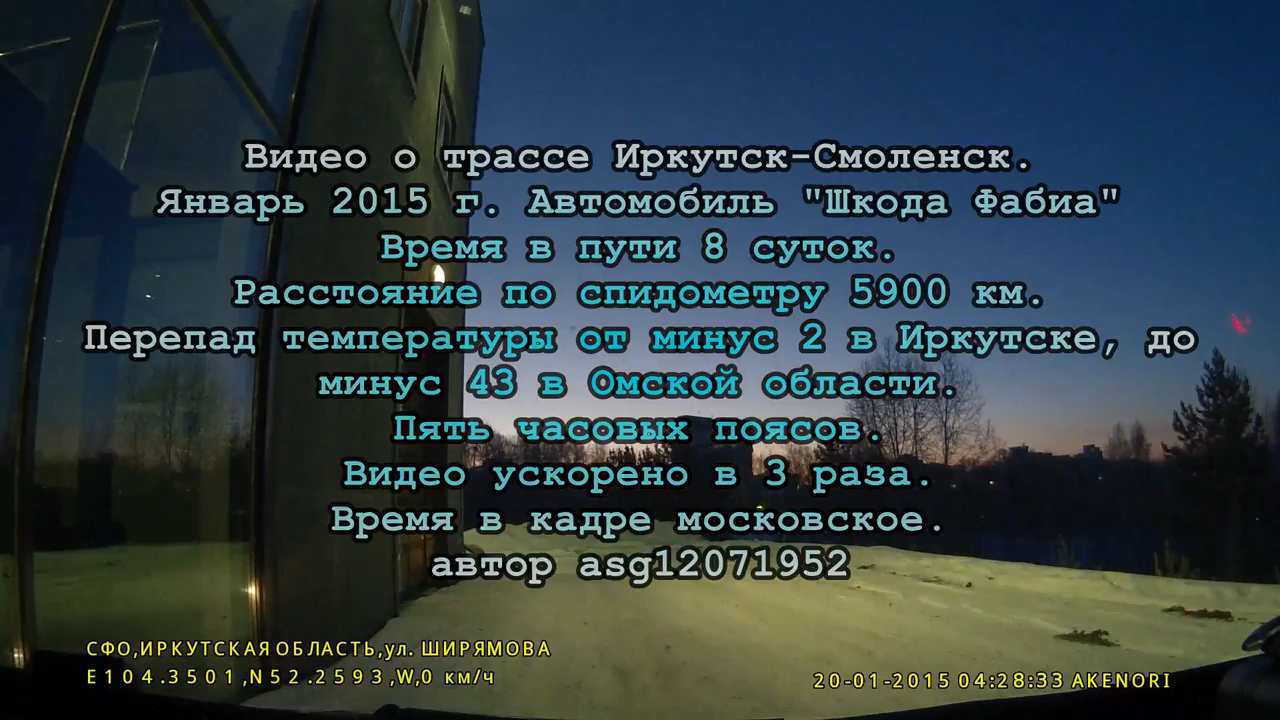 Видео о трассе Иркутск-Смоленск.
Январь 2015 г. Автомобиль "Шкода Фабиа"
Время в пути 8 суток.
Расстояние по спидометру 5900 км.
Перепад температуры от минус 2 в Иркутске, до
минус 43 в Омской области.
Пять часовых поясов.
Видео ускорено в 3 раза.
Время в кадре московское.
автор asg12071952
СФО,ИРКУТСКАЯ ОБЛАСТЬ,ул. ШИРЯМОВА
E104.3501,N52.2593,W,0 км/ч
20-01-2015 04:28:33 AKENORI